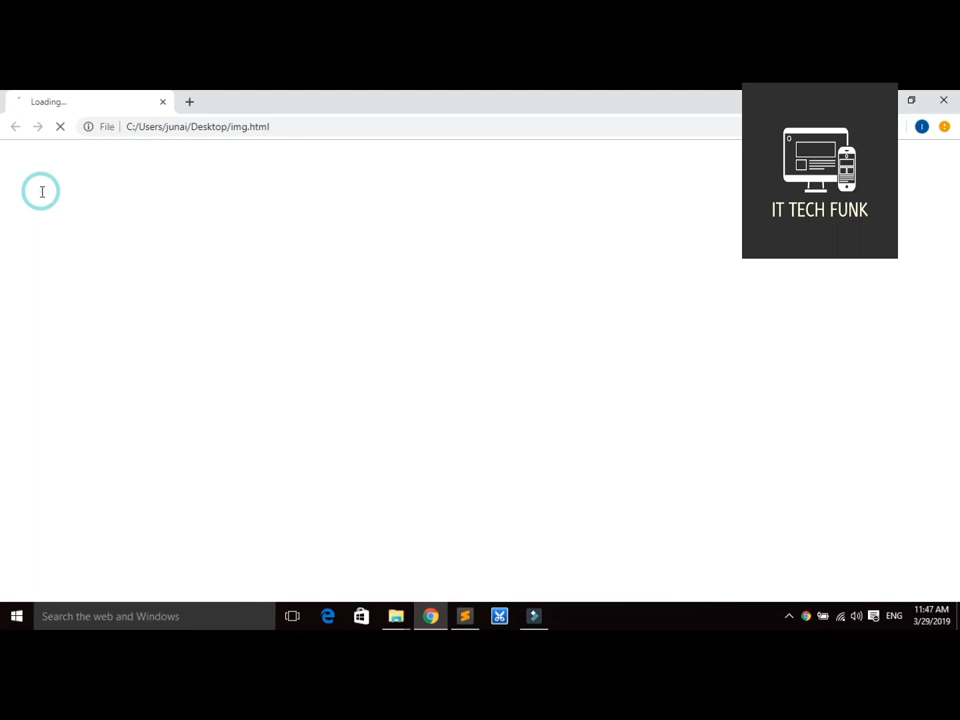 Loading...
File
C:/Users/junai/Desktop/img.html
IT TECH FUNK
Search the web and Windows
ENG
11:47 AM
3/29/2019